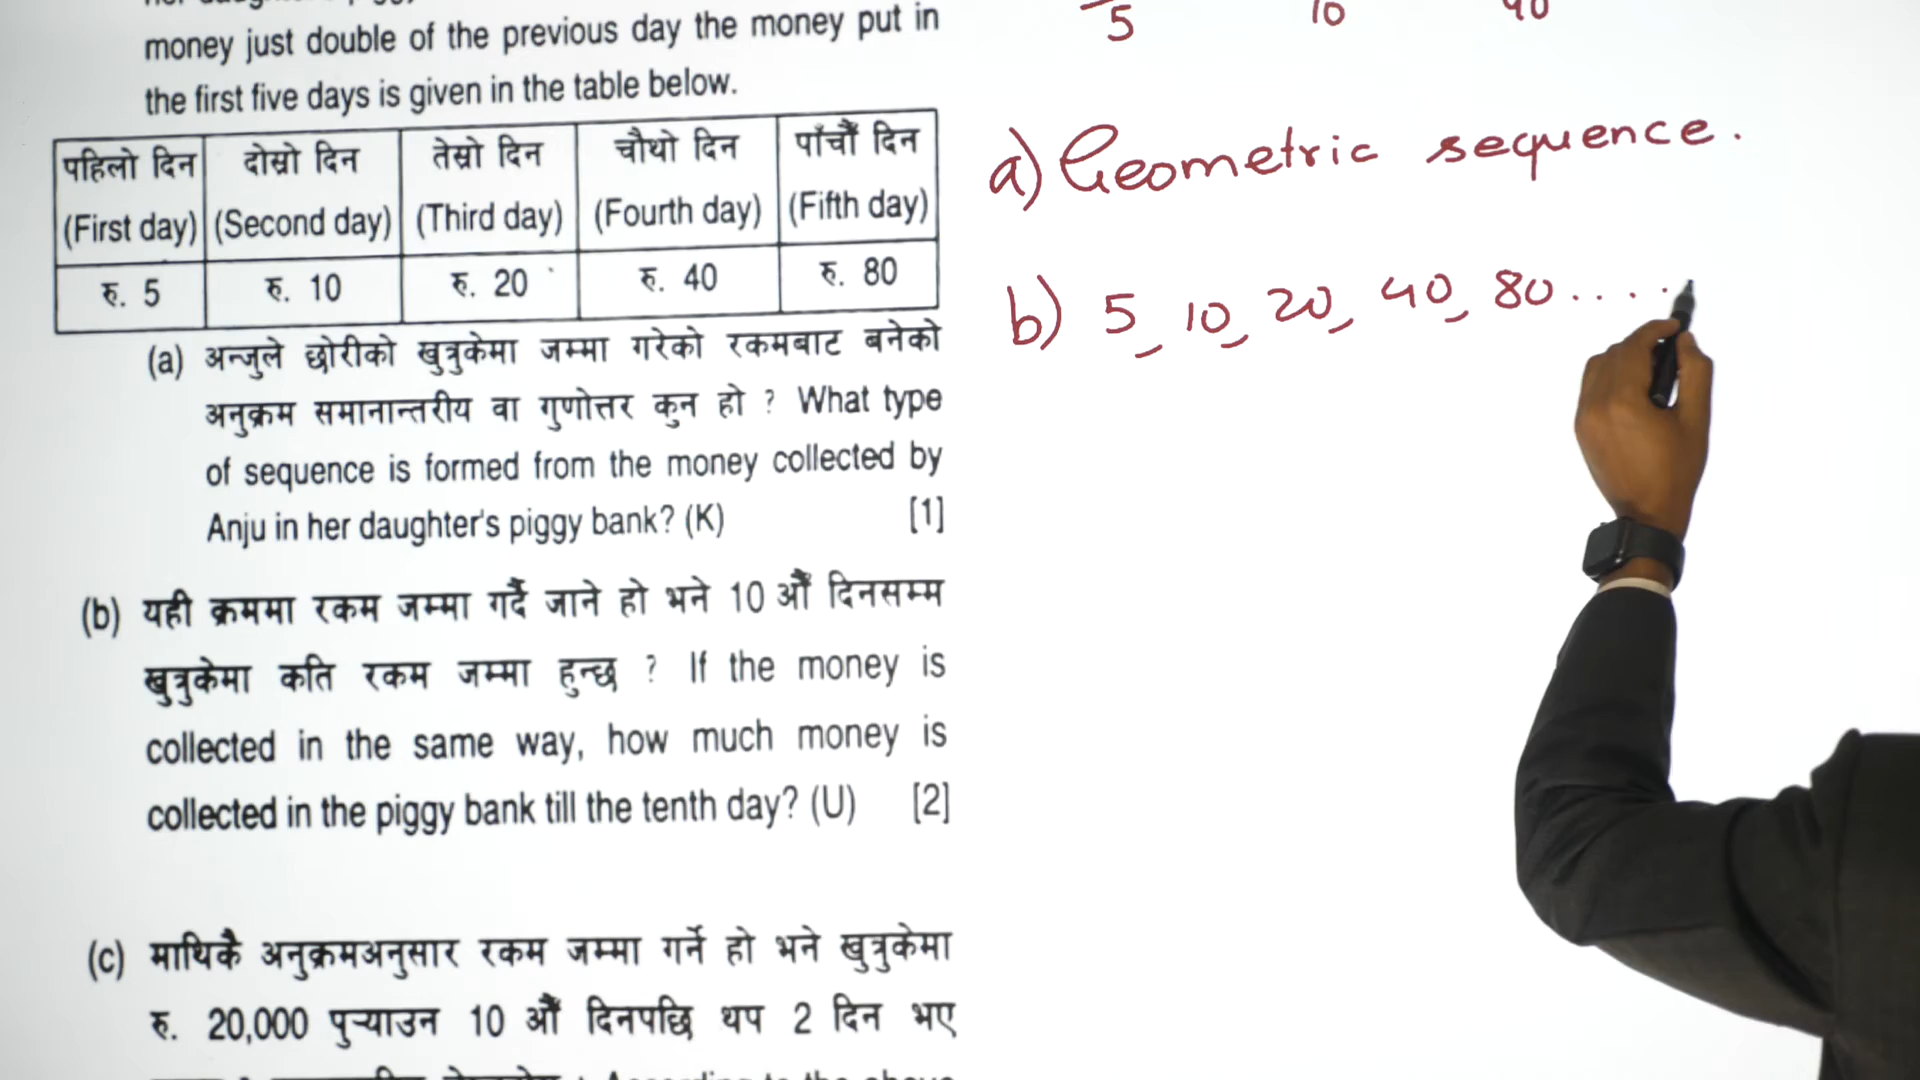 money just double of the previous day the money put in
the first five days is given in the table below.
पहिलो दिन दोस्रो दिन तेस्रो दिन चौथो दिन पाँचौं दिन
(First day) (Second day) (Third day) (Fourth day) (Fifth day)
रु. 5 रु. 10 रु. 20 रु. 40 रु. 80
(a) अन्जुले छोरीको खुत्रुकेमा जम्मा गरेको रकमबाट बनेको
अनुक्रम समानान्तरीय वा गुणोत्तर कुन हो ? What type
of sequence is formed from the money collected by
Anju in her daughter's piggy bank? (K) [1]
(b) यही क्रममा रकम जम्मा गर्दै जाने हो भने 10 औं दिनसम्म
खुत्रुकेमा कति रकम जम्मा हुन्छ ? If the money is
collected in the same way, how much money is
collected in the piggy bank till the tenth day? (U) [2]
(c) माथिकै अनुक्रमअनुसार रकम जम्मा गर्ने हो भने खुत्रुकेमा
रु. 20,000 पुऱ्याउन 10 औं दिनपछि थप 2 दिन भए
5 10 40
a) Geometric sequence.
b) 5, 10, 20, 40, 80 .....